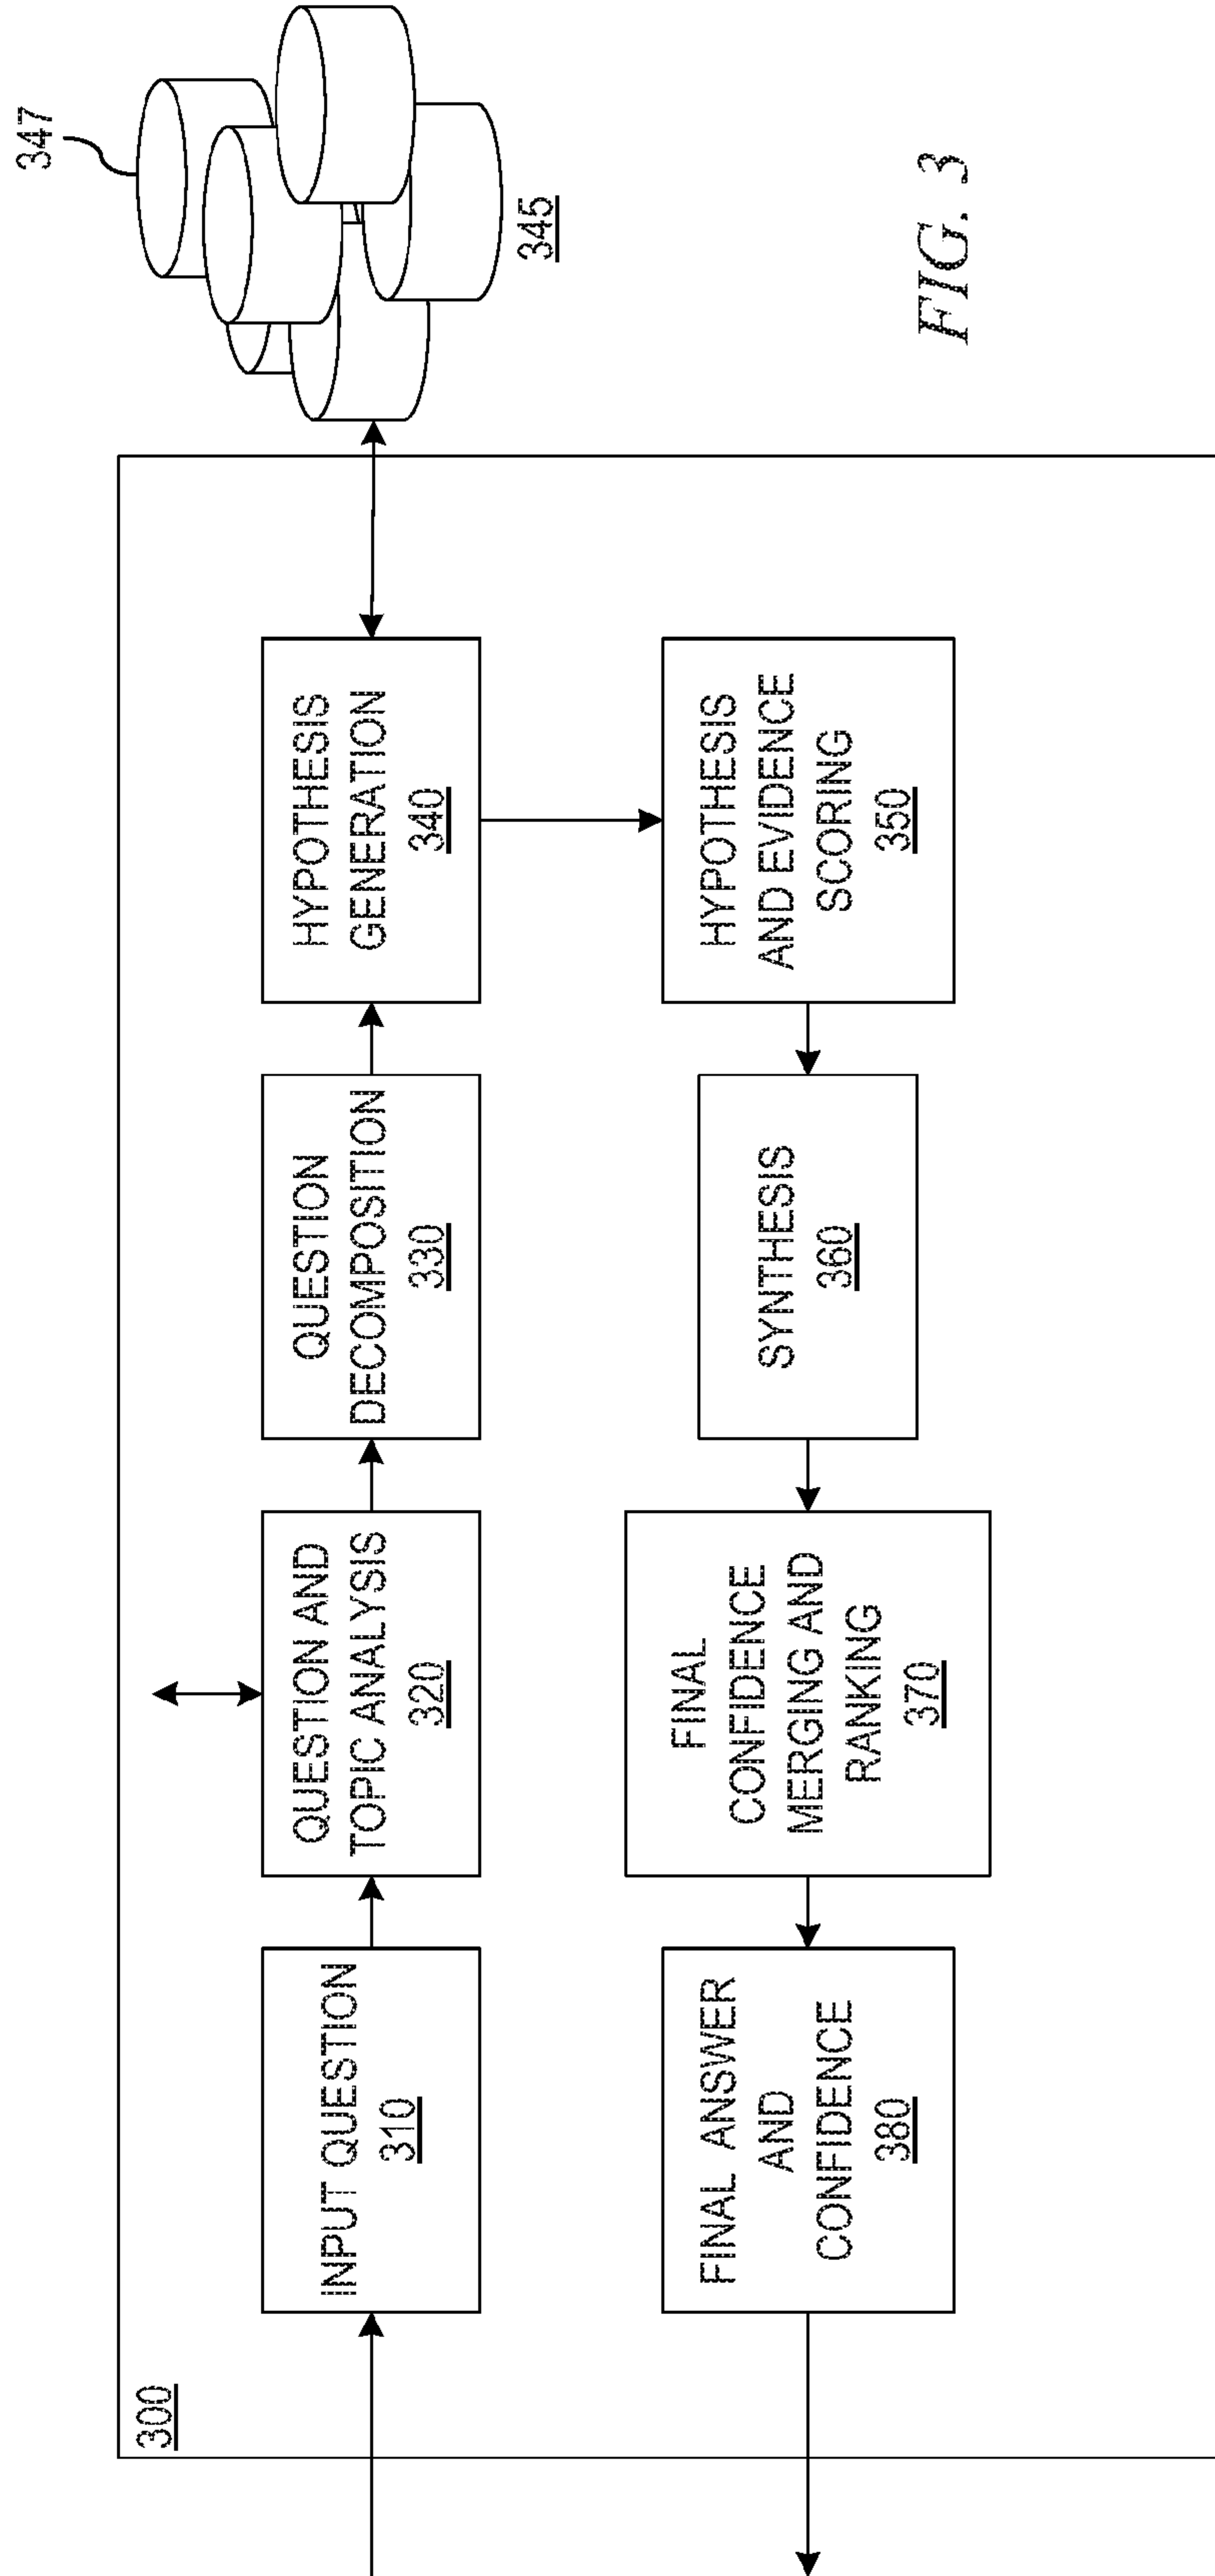 300
INPUT QUESTION
310
QUESTION AND
TOPIC ANALYSIS
320
QUESTION
DECOMPOSITION
330
HYPOTHESIS
GENERATION
340
347
345
HYPOTHESIS
AND EVIDENCE
SCORING
350
SYNTHESIS
360
FINAL
CONFIDENCE
MERGING AND
RANKING
370
FINAL ANSWER
AND
CONFIDENCE
380
FIG. 3